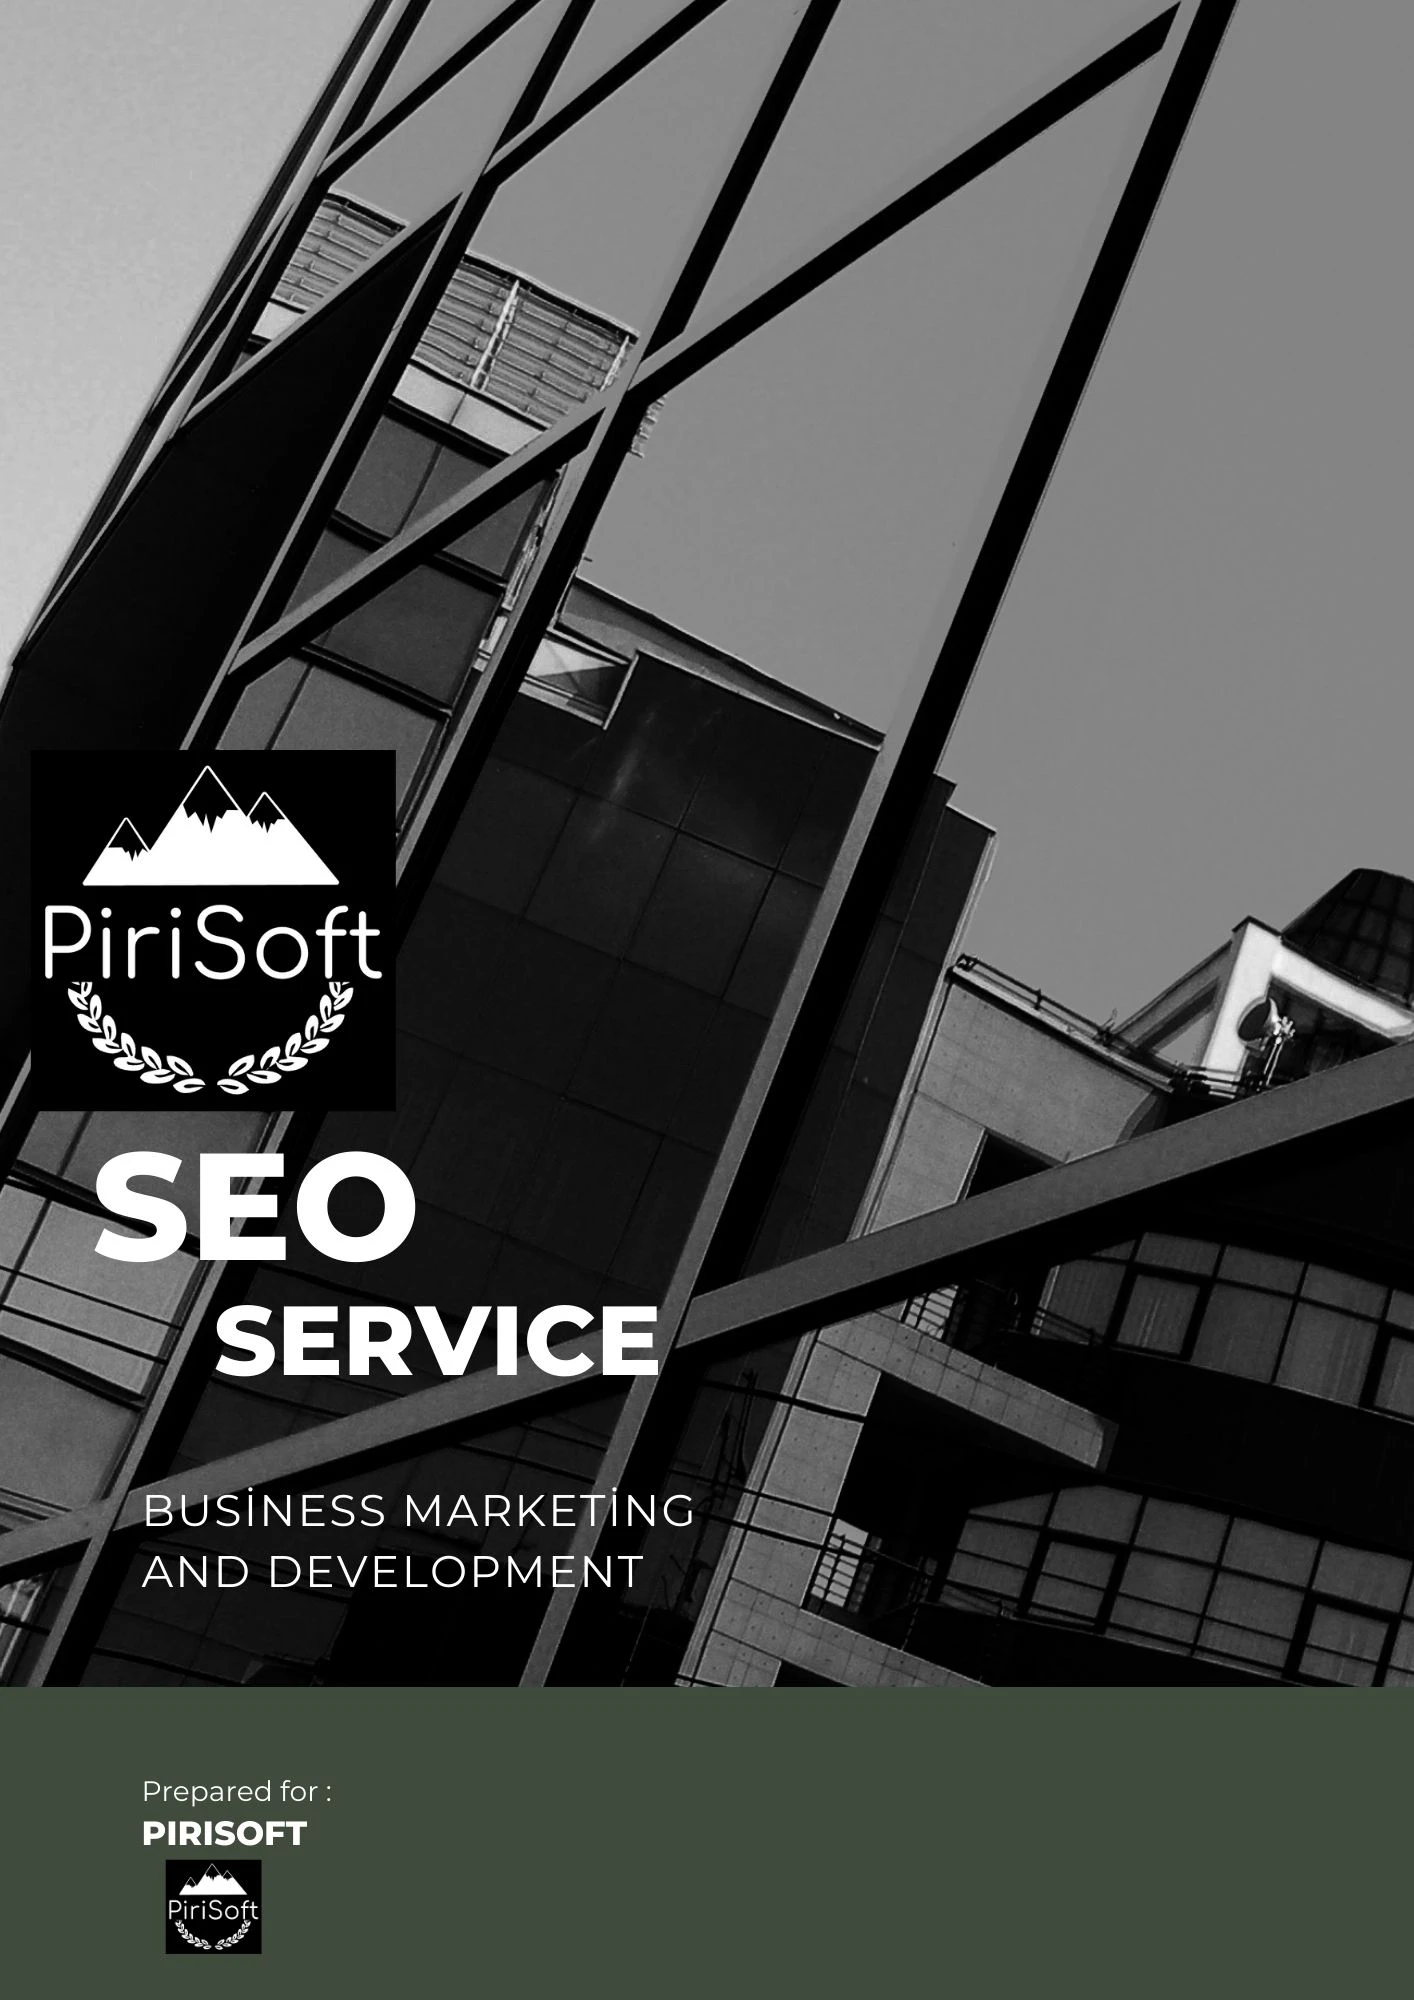 PiriSoft
SEO
SERVICE
BUSİNESS MARKETİNG
AND DEVELOPMENT
Prepared for :
PIRISOFT
PiriSoft